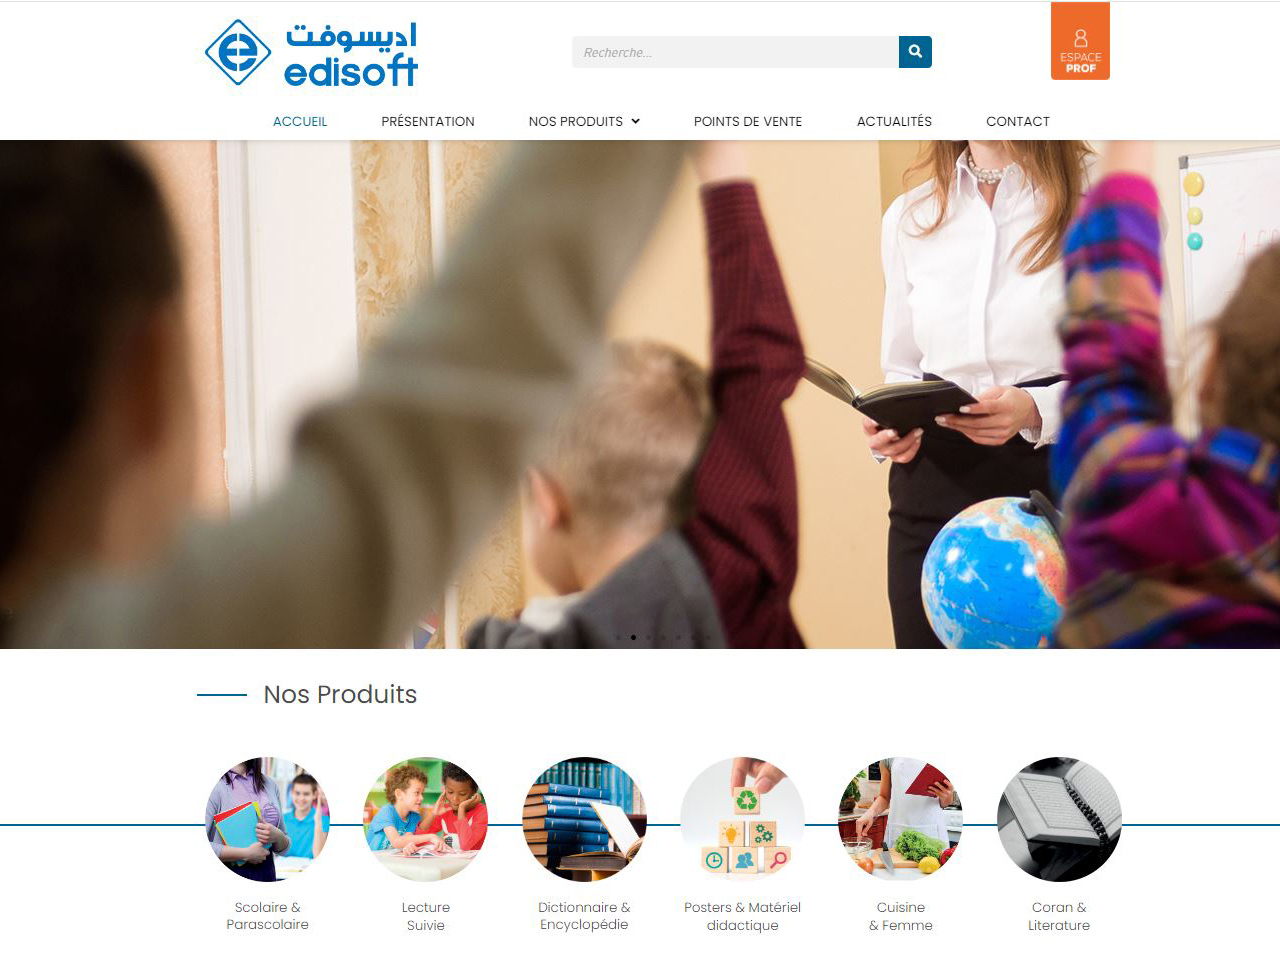 اديسوفت
edisoft
Recherche...
ESPACE
PROF
ACCUEIL PRÉSENTATION NOS PRODUITS POINTS DE VENTE ACTUALITÉS CONTACT
Nos Produits
Scolaire &
Parascolaire
Lecture
Suivie
Dictionnaire &
Encyclopédie
Posters & Matériel
didactique
Cuisine
& Femme
Coran &
Literature